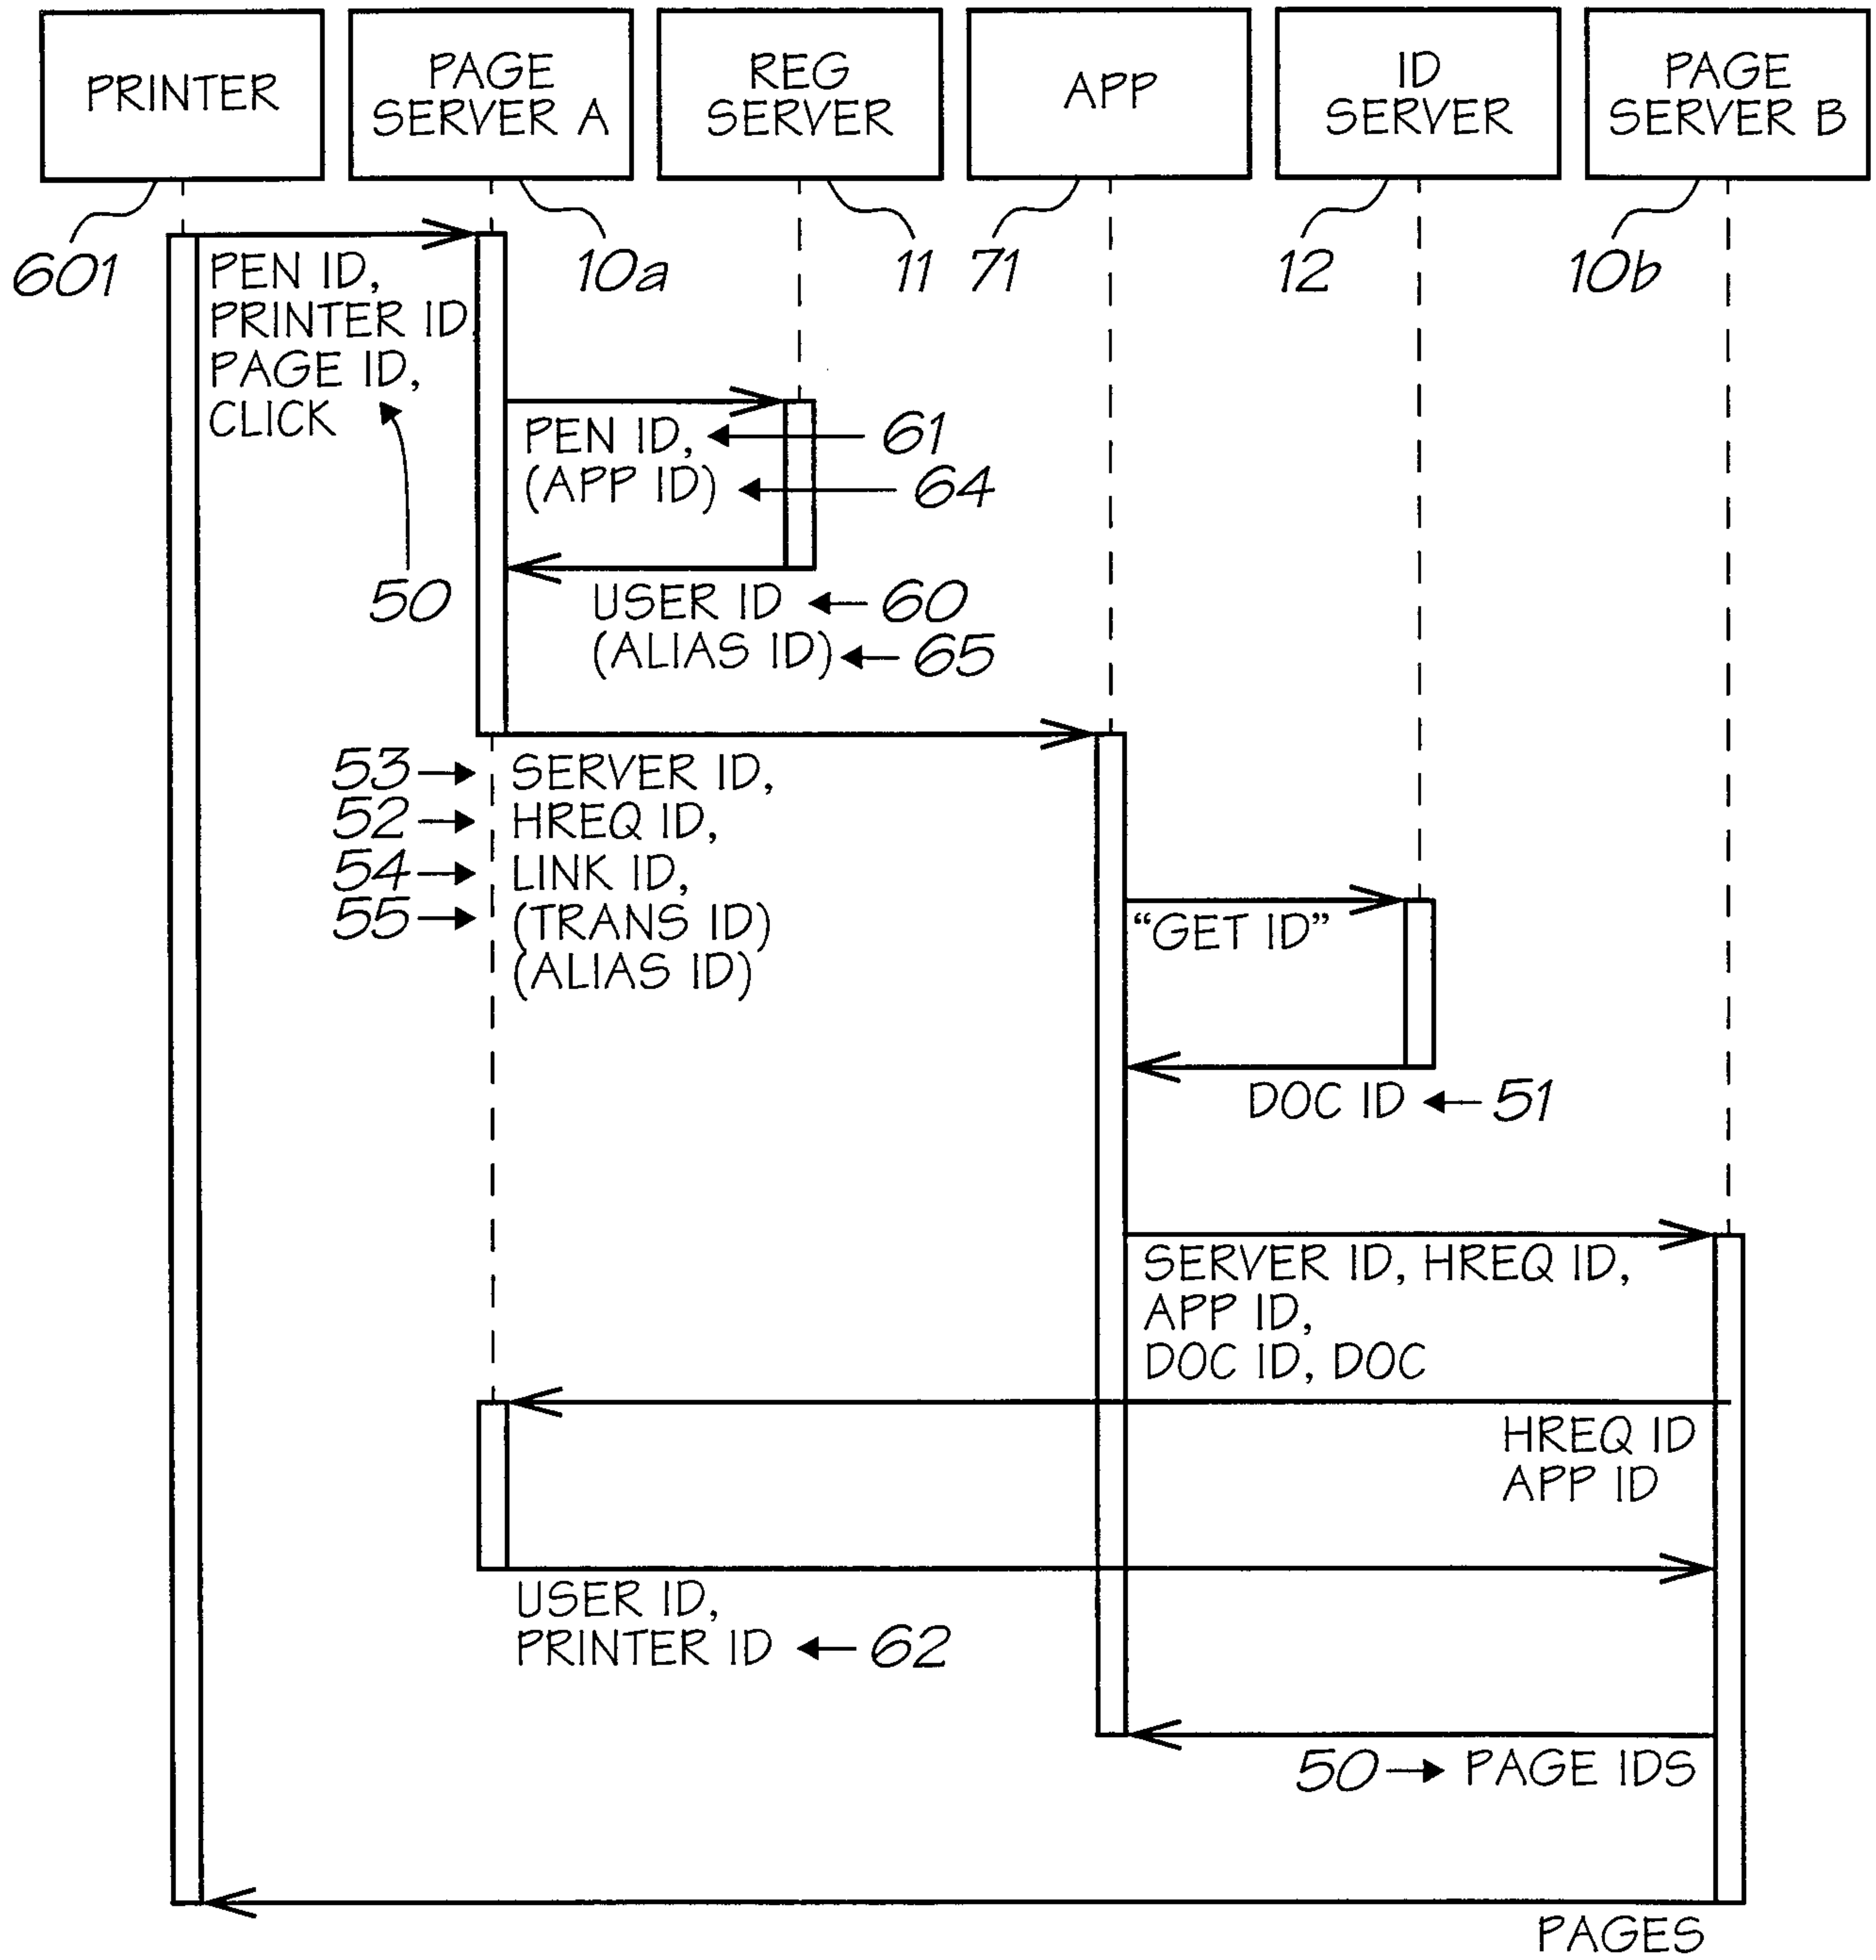 PRINTER
PAGE
SERVER A
REG
SERVER
APP
ID
SERVER
PAGE
SERVER B
601
10a
11
71
12
10b
PEN ID,
PRINTER ID
PAGE ID,
CLICK
50
PEN ID,
61
(APP ID)
64
USER ID
60
(ALIAS ID)
65
53
SERVER ID,
52
HREQ ID,
54
LINK ID,
55
(TRANS ID)
(ALIAS ID)
“GET ID”
DOC ID
51
SERVER ID, HREQ ID,
APP ID,
DOC ID, DOC
HREQ ID
APP ID
USER ID,
PRINTER ID
62
50
PAGE IDS
PAGES